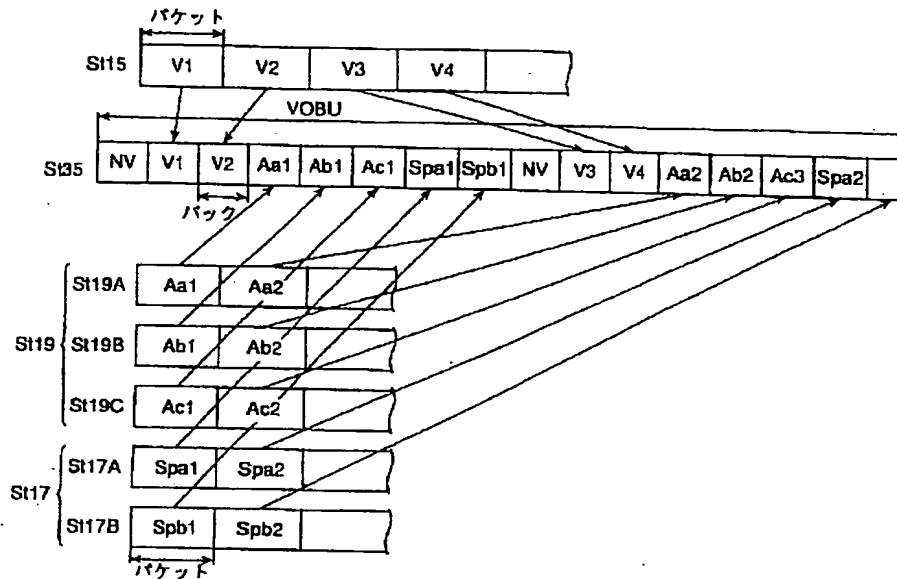 パケット
St15 V1 V2 V3 V4
VOBU
St35 NV V1 V2 Aa1 Ab1 Ac1 Spa1 Spb1 NV V3 V4 Aa2 Ab2 Ac3 Spa2
パック
St19
St19A Aa1 Aa2
St19B Ab1 Ab2
St19C Ac1 Ac2
St17
St17A Spa1 Spa2
St17B Spb1 Spb2
パケット